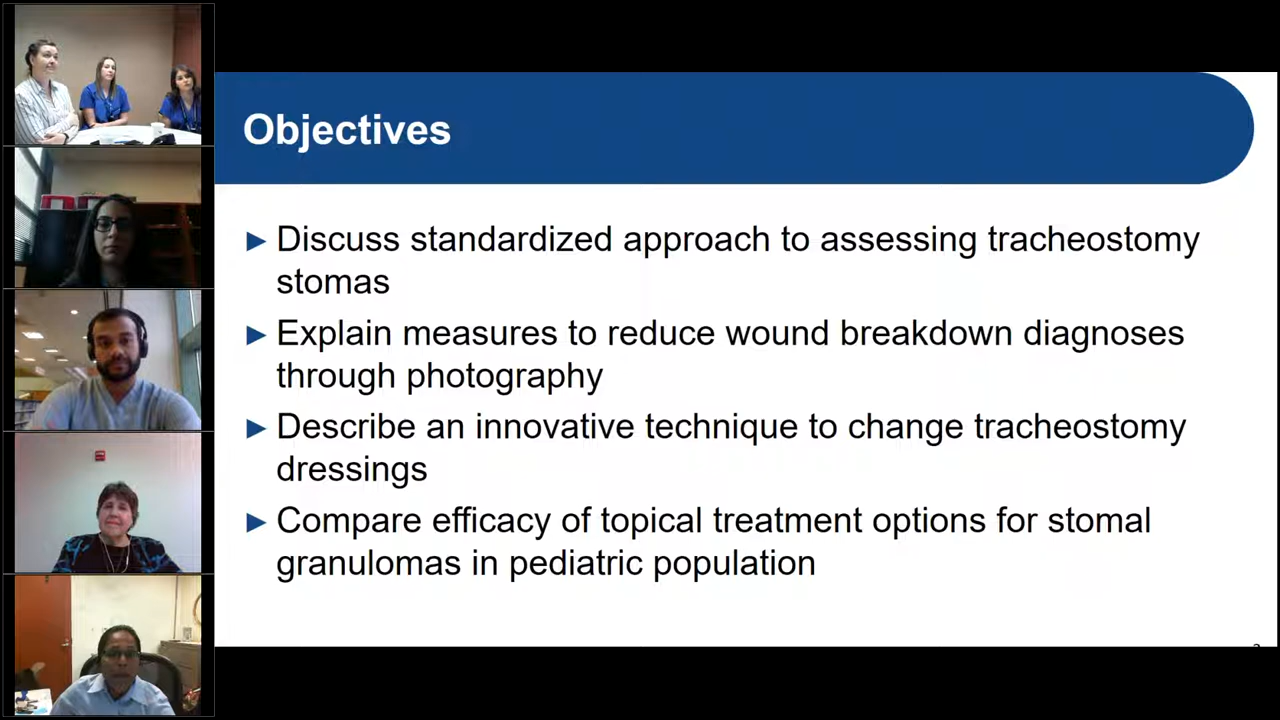 Objectives
► Discuss standardized approach to assessing tracheostomy
stomas
► Explain measures to reduce wound breakdown diagnoses
through photography
► Describe an innovative technique to change tracheostomy
dressings
► Compare efficacy of topical treatment options for stomal
granulomas in pediatric population